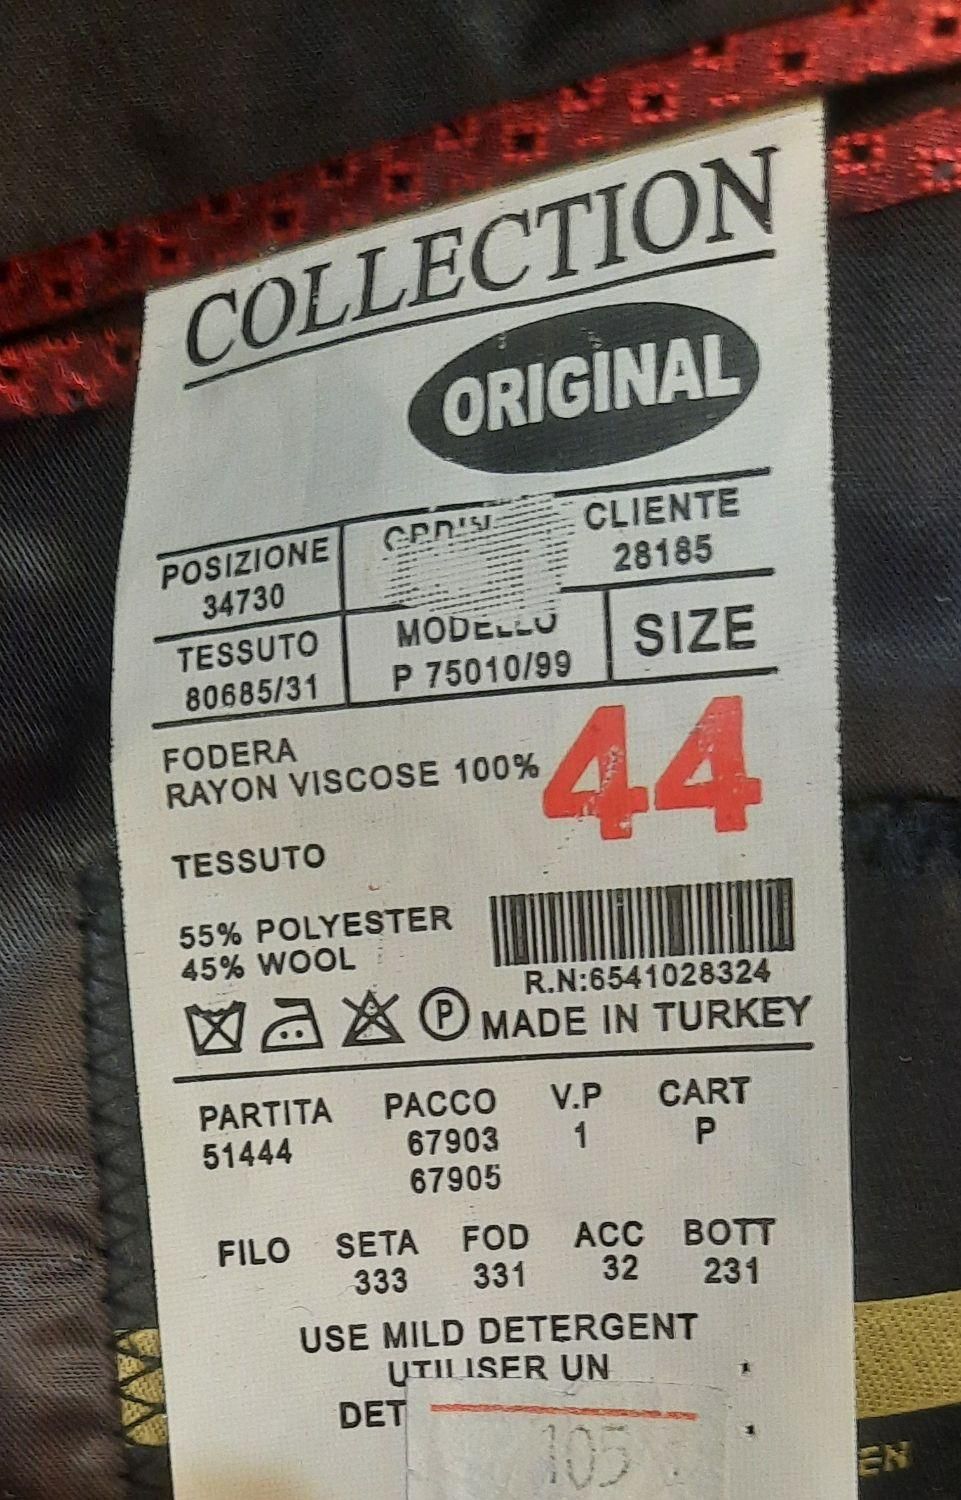 COLLECTION
ORIGINAL
POSIZIONE
34730
CLIENTE
28185
TESSUTO
80685/31
MODELLO
P 75010/99
SIZE
44
FODERA
RAYON VISCOSE 100%
TESSUTO
55% POLYESTER
45% WOOL
R.N:6541028324
P
MADE IN TURKEY
PARTITA PACCO V.P CART
51444 67903 1 P
67905
FILO SETA FOD ACC BOTT
333 331 32 231
USE MILD DETERGENT
UTILISER UN
DET
105
EN